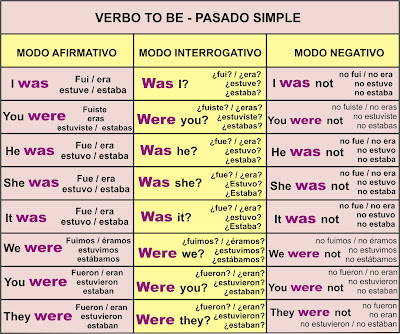 VERBO TO BE - PASADO SIMPLE
MODO AFIRMATIVO
MODO INTERROGATIVO
MODO NEGATIVO
I was
Fui / era
estuve / estaba
Was I?
¿fui? / ¿era?
¿estuve?
¿estaba?
I was not
no fui / no era
no estuve
no estaba
You were
Fuiste
eras
estuviste / estabas
Were you?
¿fuiste? / ¿eras?
¿estuviste?
¿estabas?
You were not
no fuiste / no eras
no estuviste
no estabas
He was
Fue / era
estuvo / estaba
Was he?
¿fue? / ¿era?
¿Estuvo?
¿Estaba?
He was not
no fue / no era
no estuvo
no estaba
She was
Fue / era
estuvo / estaba
Was she?
¿fue? / ¿era?
¿Estuvo?
¿Estaba?
She was not
no fue / no era
no estuvo
no estaba
It was
Fue / era
estuvo / estaba
Was it?
¿fue? / ¿era?
¿Estuvo?
¿Estaba?
It was not
no fue / no era
no estuvo
no estaba
We were
Fuimos / éramos
estuvimos
estábamos
Were we?
¿fuimos? / ¿éramos?
¿estuvimos?
¿estábamos?
We were not
no fuimos / no éramos
no estuvimos
no estábamos
You were
Fueron / eran
estuvieron
estaban
Were you?
¿fueron? / ¿eran?
¿estuvieron?
¿estaban?
You were not
no fueron / no eran
no estuvieron
no estuvieron / no estaban
They were
Fueron / eran
estuvieron
estaban
Were they?
¿fueron? / ¿eran?
¿estuvieron?
¿estaban?
They were not
no fueron
no eran
no estuvieron / no estaban